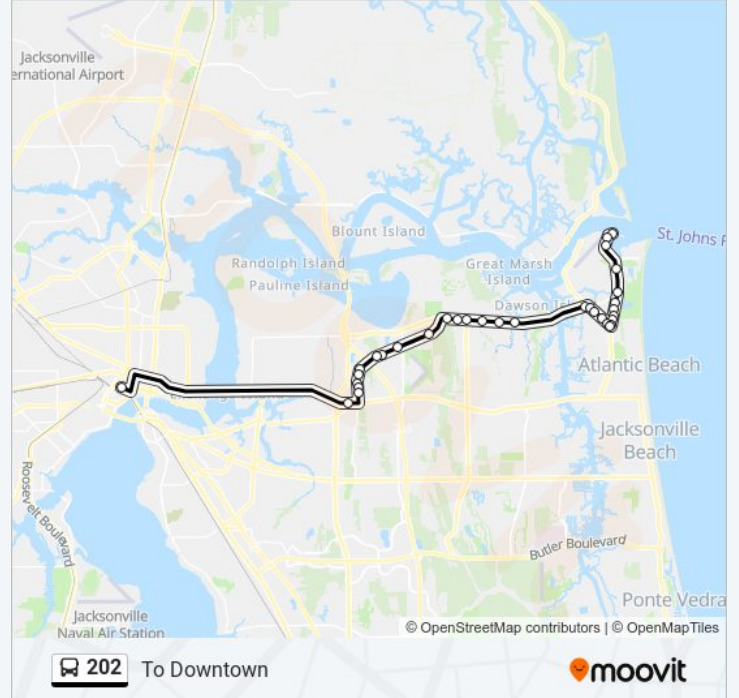 Jacksonville
ernational Airport
Blount Island
St. Johns R
Randolph Island
Pauline Island
Great Marsh
Island
Dawson
Atlantic Beach
Jacksonville
Beach
Roosevelt Boulevard
Butler Boulevard
Ponte Vedra
Jacksonville
Naval Air Station
© OpenStreetMap contributors | © OpenMapTiles
202 To Downtown
moovit